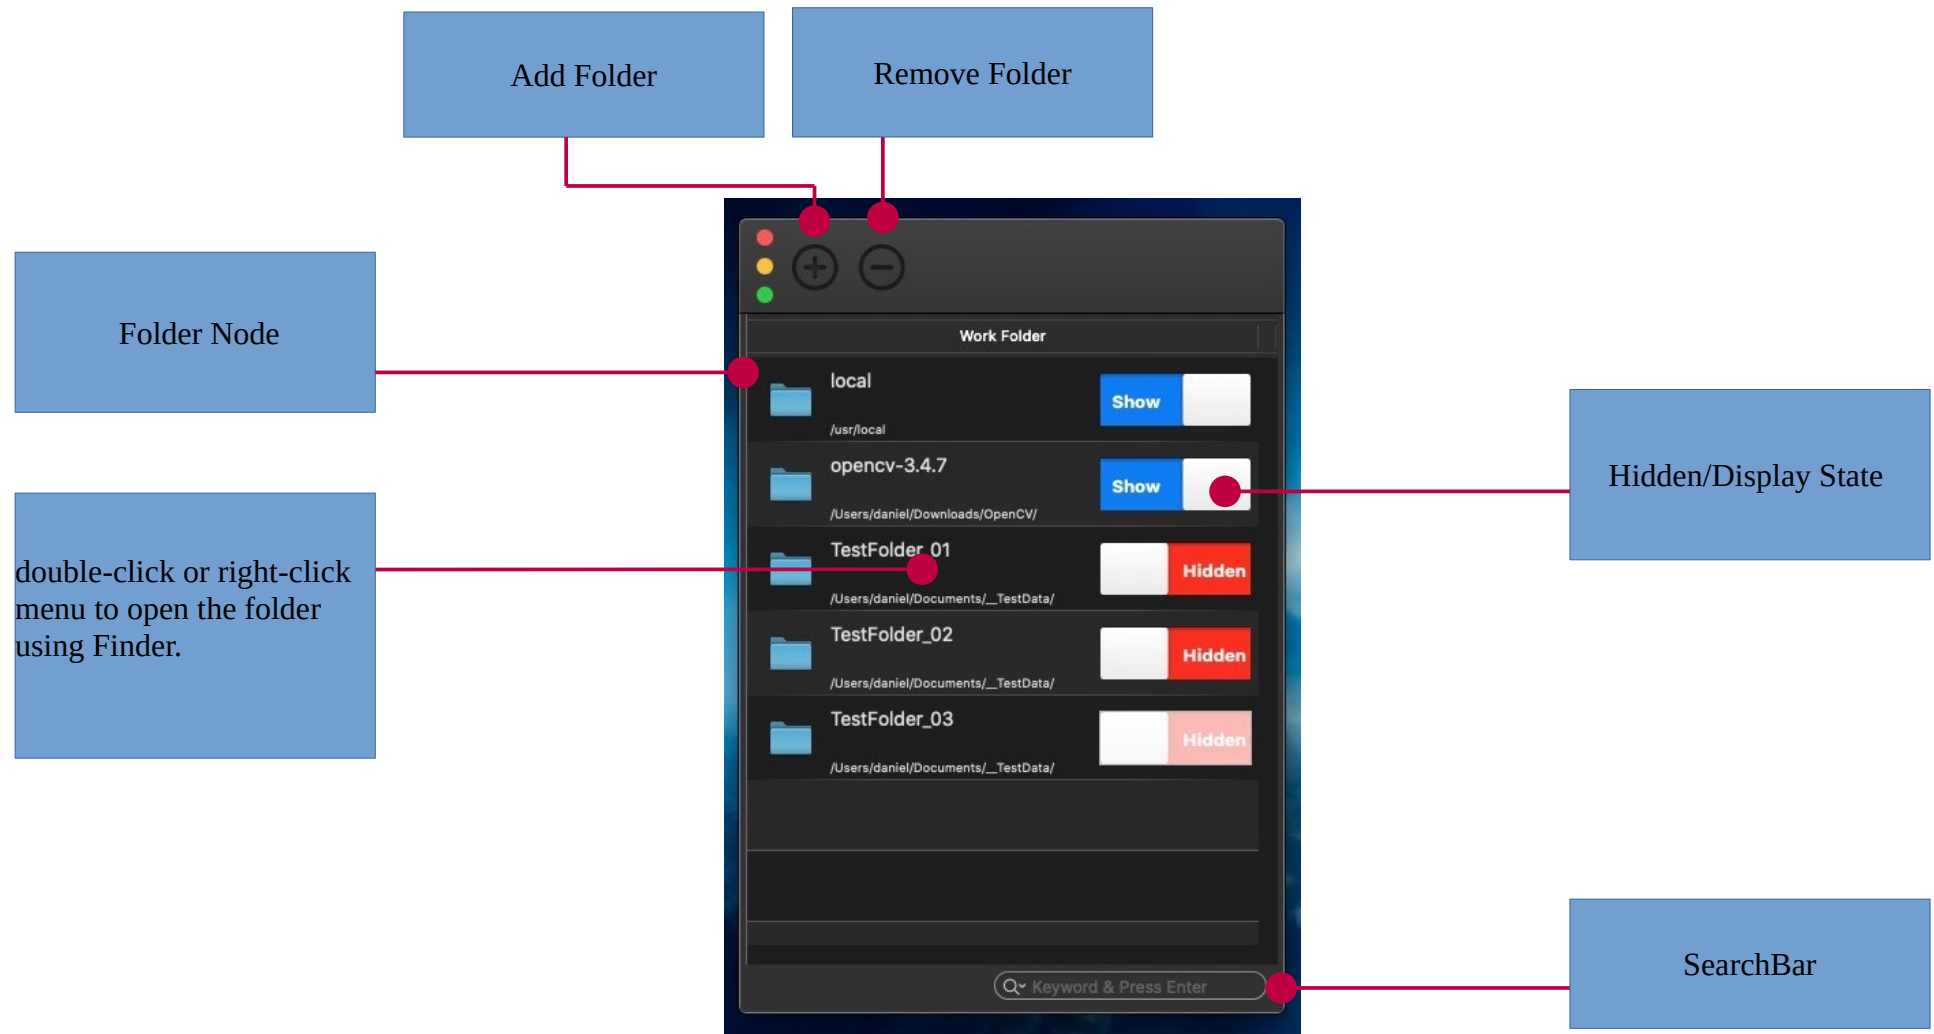 Add Folder
Remove Folder
Folder Node
Work Folder
local
Show
/usr/local
opencv-3.4.7
Show
/Users/daniel/Downloads/OpenCV/
Hidden/Display State
double-click or right-click
menu to open the folder
using Finder.
TestFolder_01
Hidden
/Users/daniel/Documents/__TestData/
TestFolder_02
Hidden
/Users/daniel/Documents/__TestData/
TestFolder_03
Hidden
/Users/daniel/Documents/__TestData/
Keyword & Press Enter
SearchBar